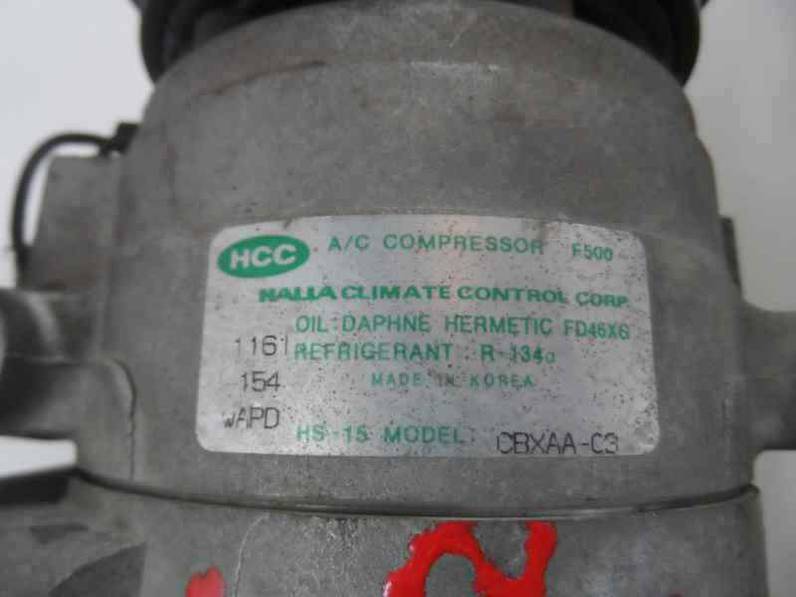 HCC A/C COMPRESSOR F500
HALLA CLIMATE CONTROL CORP.
OIL:DAPHNE HERMETIC FD46XG
1161 REFRIGERANT : R-134a
154 MADE IN KOREA
WAPD
HS-15 MODEL: CBXAA-C3